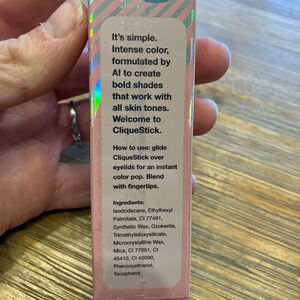 It's simple.
Intense color,
formulated by
AI to create
bold shades
that work with
all skin tones.
Welcome to
CliqueStick.
How to use: glide
CliqueStick over
eyelids for an instant
color pop. Blend
with fingertips.
Ingredients:
Isododecane, Ethylhexyl
Palmitate, CI 77491,
Synthetic Wax, Ozokerite,
Trimethylsiloxysilicate,
Microcrystalline Wax,
Mica, CI 77891, CI
45410, CI 42090,
Phenoxyethanol,
Tocopherol